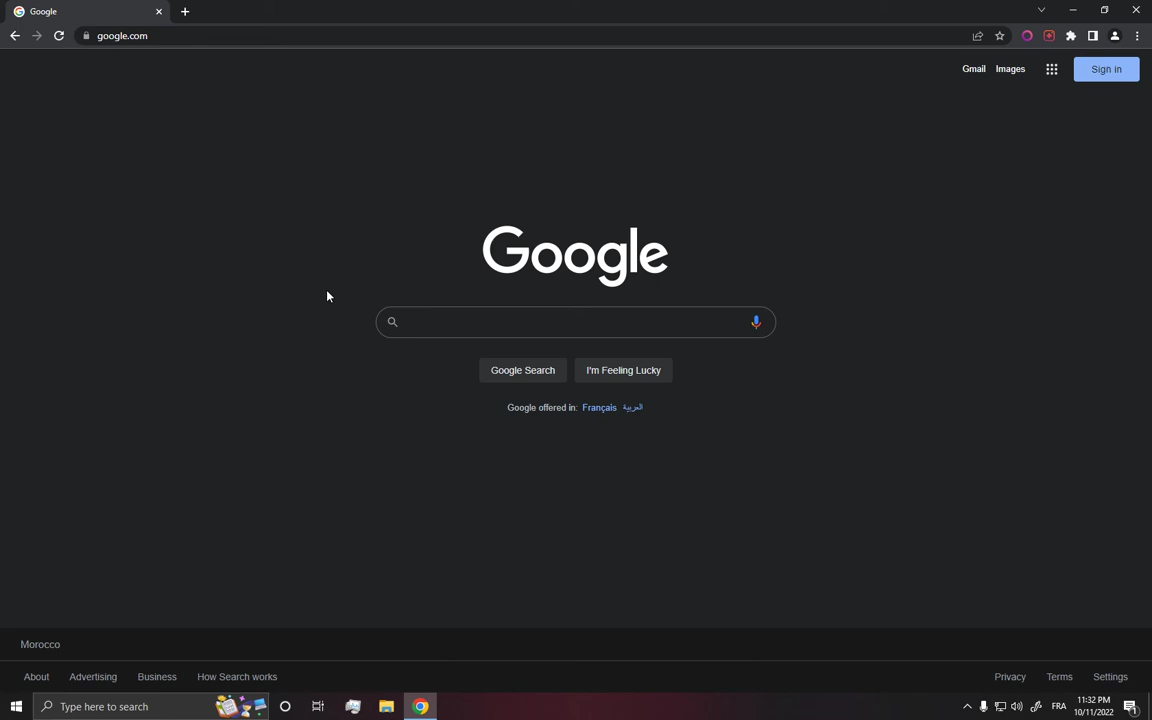 Google
google.com
Gmail Images Sign in
Google
Google Search I'm Feeling Lucky
Google offered in: Français العربية
Morocco
About Advertising Business How Search works Privacy Terms Settings
Type here to search FRA 11:32 PM
10/11/2022 1